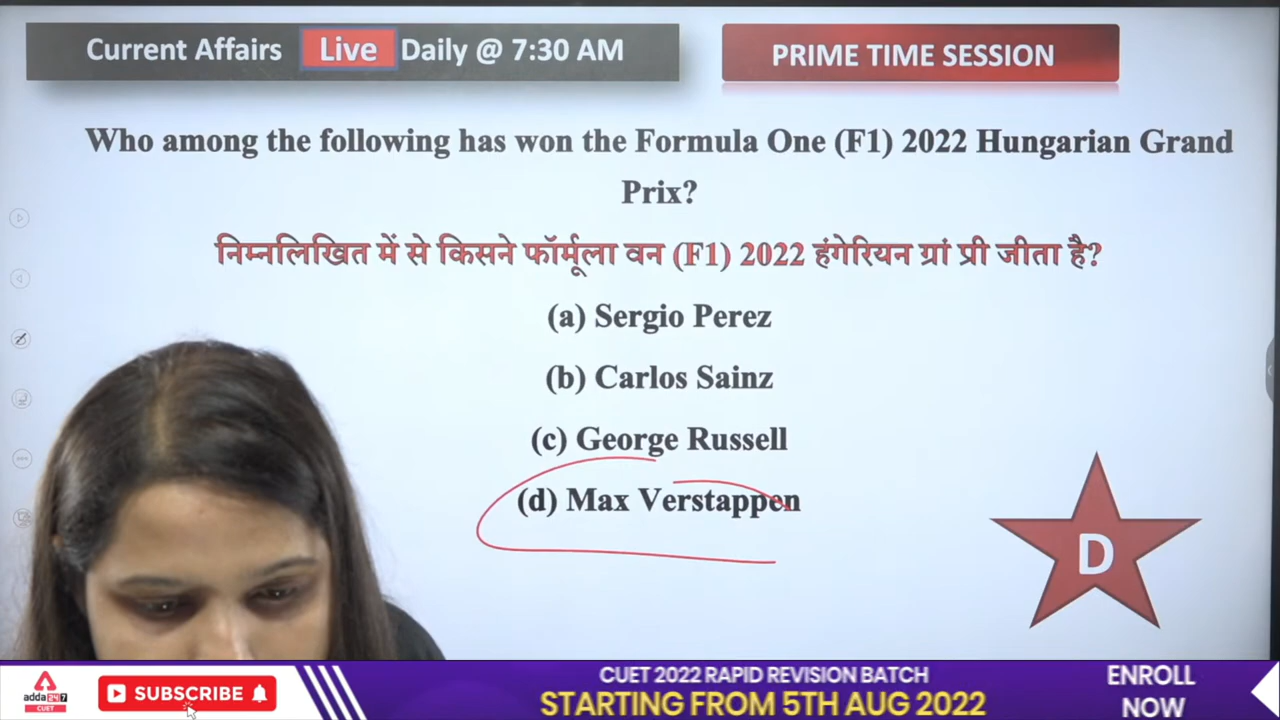 Current Affairs Live Daily @ 7:30 AM
PRIME TIME SESSION
Who among the following has won the Formula One (F1) 2022 Hungarian Grand
Prix?
निम्नलिखित में से किसने फॉर्मूला वन (F1) 2022 हंगेरियन ग्रां प्री जीता है?
(a) Sergio Perez
(b) Carlos Sainz
(c) George Russell
(d) Max Verstappen
D
adda247
CUET
SUBSCRIBE
CUET 2022 RAPID REVISION BATCH
STARTING FROM 5TH AUG 2022
ENROLL
NOW